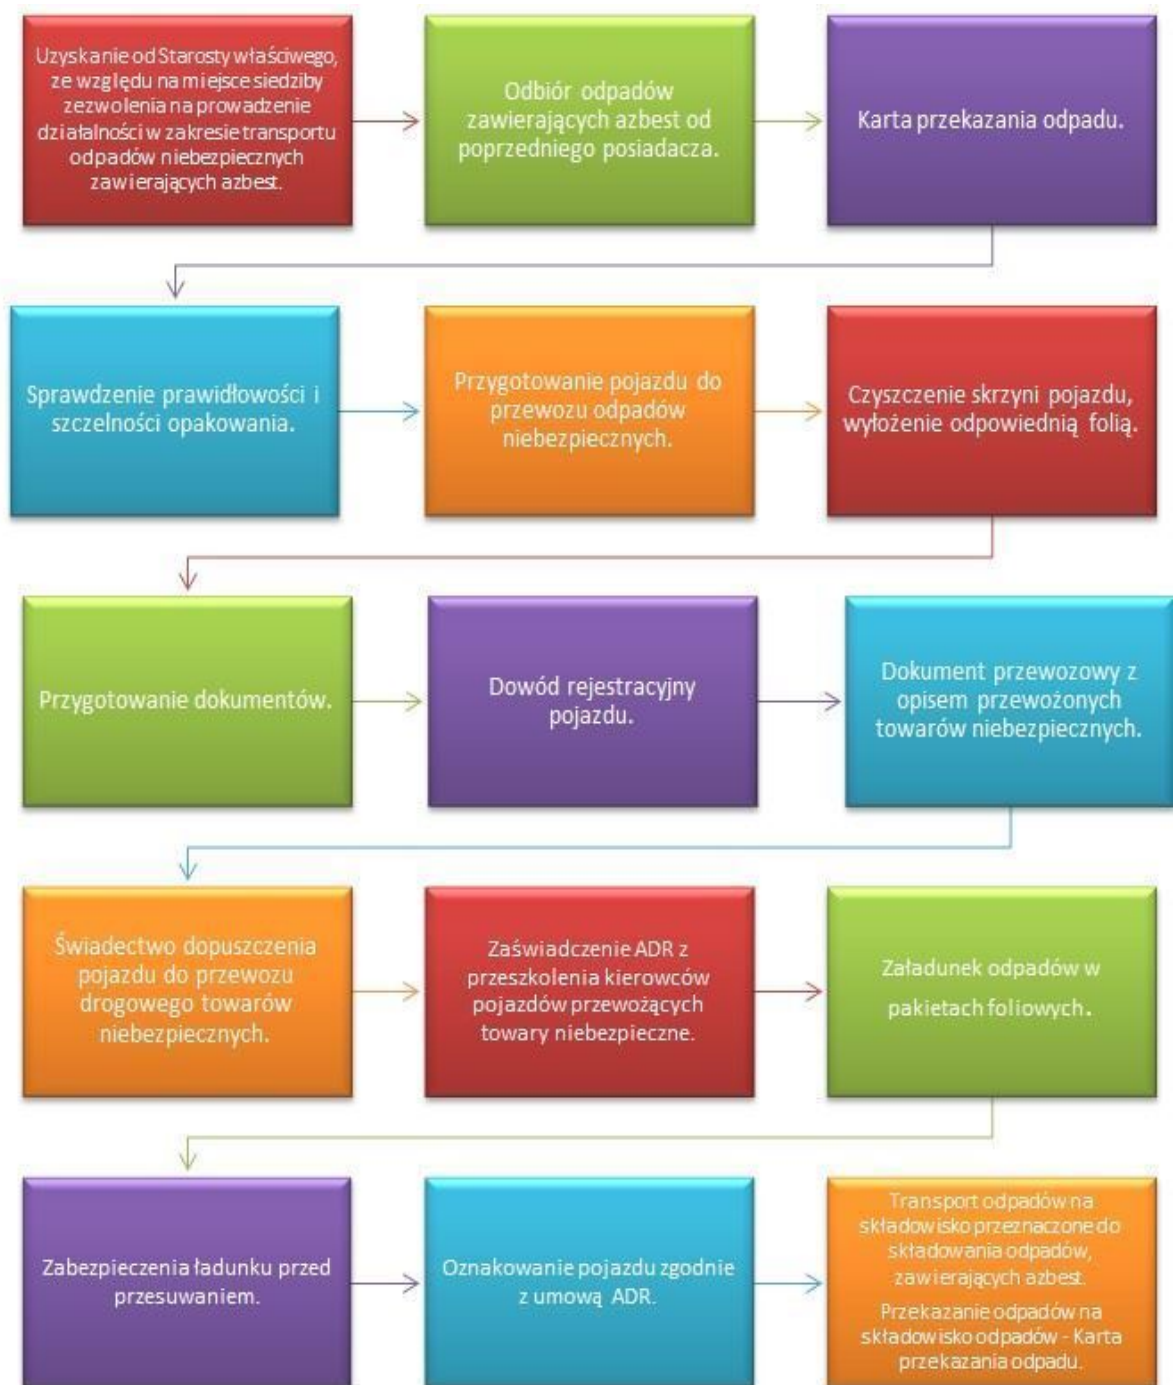 Uzyskanie od Starosty właściwego,
ze względu na miejsce siedziby
zezwolenia na prowadzenie
działalności w zakresie transportu
odpadów niebezpiecznych
zawierających azbest.
Odbiór odpadów
zawierających azbest od
poprzedniego posiadacza.
Karta przekazania odpadu.
Sprawdzenie prawidłowości i
szczelności opakowania.
Przygotowanie pojazdu do
przewozu odpadów
niebezpiecznych.
Czyszczenie skrzyni pojazdu,
wyłożenie odpowiednią folią.
Przygotowanie dokumentów.
Dowód rejestracyjny
pojazdu.
Dokument przewozowy z
opisem przewożonych
towarów niebezpiecznych.
Świadectwo dopuszczenia
pojazdu do przewozu
drogowego towarów
niebezpiecznych.
Zaświadczenie ADR z
przeszkolenia kierowców
pojazdów przewożących
towary niebezpieczne.
Załadunek odpadów w
pakietach foliowych.
Zabezpieczenia ładunku przed
przesuwaniem.
Oznakowanie pojazdu zgodnie
z umową ADR.
Transport odpadów na
składowisko przeznaczone do
składowania odpadów,
zawierających azbest.
Przekazanie odpadów na
składowisko odpadów - Karta
przekazania odpadu.